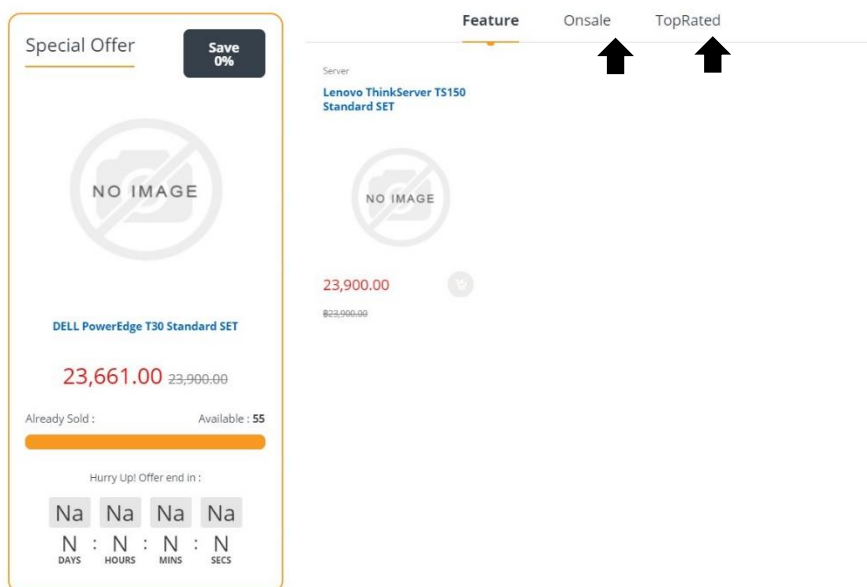 Special Offer
Save
0%
NO IMAGE
DELL PowerEdge T30 Standard SET
23,661.00 23,900.00
Already Sold :
Available : 55
Hurry Up! Offer end in :
Na Na Na Na
N : N : N : N
DAYS HOURS MINS SECS
Feature Onsale TopRated
Server
Lenovo ThinkServer TS150
Standard SET
NO IMAGE
23,900.00
฿23,900.00